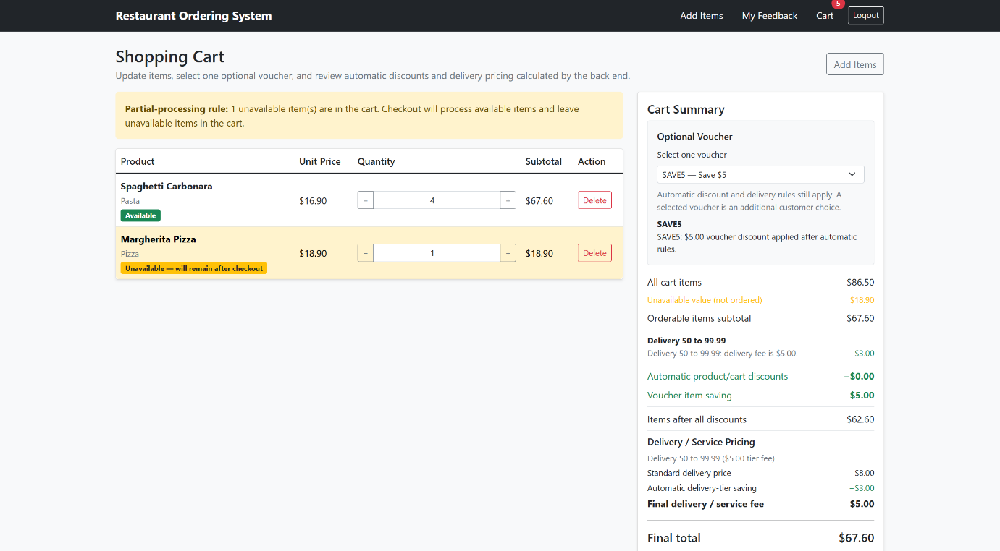 Restaurant Ordering System
Add Items
My Feedback
Cart
5
Logout
Shopping Cart
Update items, select one optional voucher, and review automatic discounts and delivery pricing calculated by the back end.
Add Items
Partial-processing rule: 1 unavailable item(s) are in the cart. Checkout will process available items and leave
unavailable items in the cart.
Product Unit Price Quantity Subtotal Action
Spaghetti Carbonara
Pasta
Available
$16.90 − 4 + $67.60 Delete
Margherita Pizza
Pizza
Unavailable — will remain after checkout
$18.90 − 1 + $18.90 Delete
Cart Summary
Optional Voucher
Select one voucher
SAVE5 — Save $5
Automatic discount and delivery rules still apply. A
selected voucher is an additional customer choice.
SAVE5
SAVE5: $5.00 voucher discount applied after automatic
rules.
All cart items $86.50
Unavailable value (not ordered) $18.90
Orderable items subtotal $67.60
Delivery 50 to 99.99
Delivery 50 to 99.99: delivery fee is $5.00. −$3.00
Automatic product/cart discounts −$0.00
Voucher item saving −$5.00
Items after all discounts $62.60
Delivery / Service Pricing
Delivery 50 to 99.99 ($5.00 tier fee)
Standard delivery price $8.00
Automatic delivery-tier saving −$3.00
Final delivery / service fee $5.00
Final total $67.60